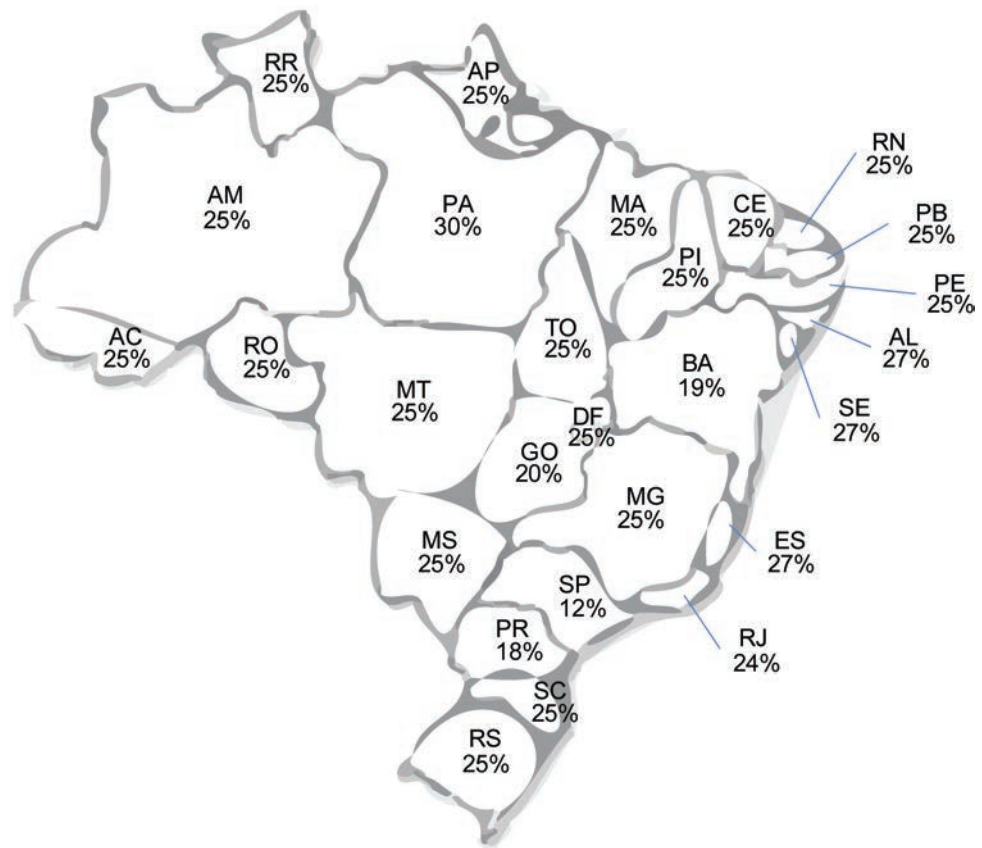 RR
25%
AP
25%
RN
25%
AM
25%
PA
30%
MA
25%
CE
25%
PB
25%
PI
25%
PE
25%
AC
25%
RO
25%
TO
25%
AL
27%
BA
19%
MT
25%
SE
27%
DF
25%
GO
20%
MG
25%
MS
25%
ES
27%
SP
12%
PR
18%
RJ
24%
SC
25%
RS
25%